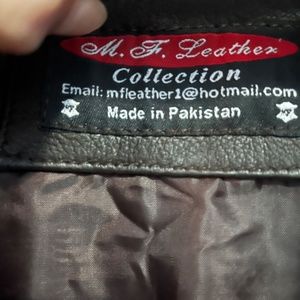 M. F. Leather
Collection
Email: mfleather1@hotmail.com
Made in Pakistan